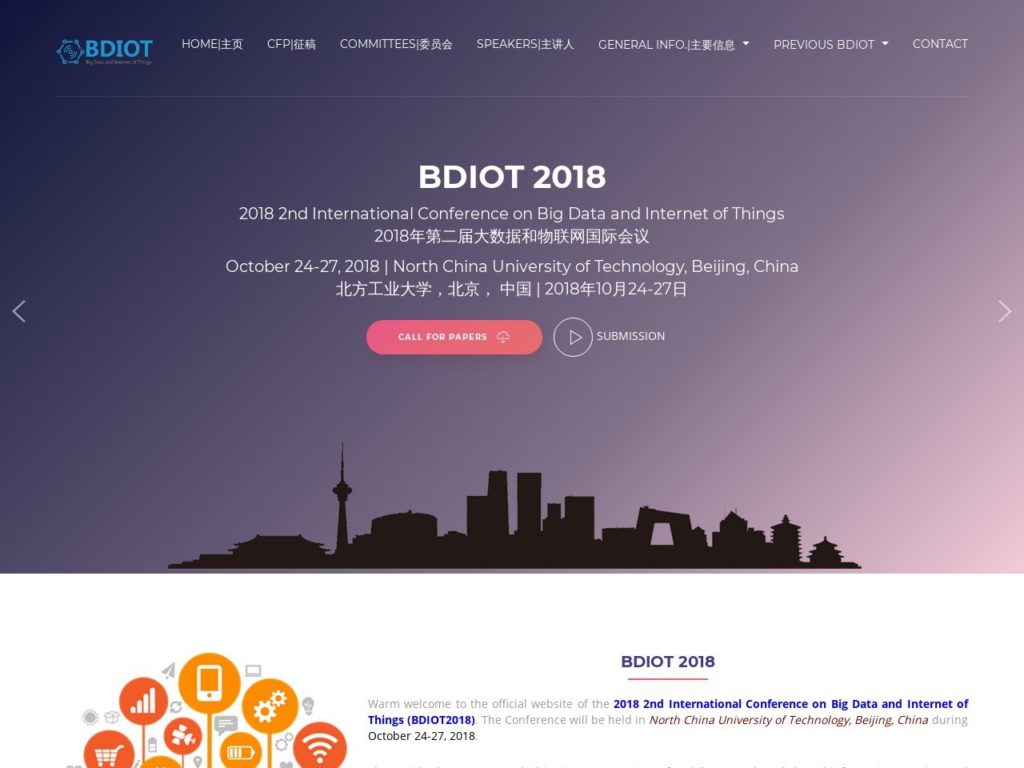 BDIOT
Big Data and Internet of Things
HOME|主页
CFP|征稿
COMMITTEES|委员会
SPEAKERS|主讲人
GENERAL INFO.|主要信息
PREVIOUS BDIOT
CONTACT
BDIOT 2018
2018 2nd International Conference on Big Data and Internet of Things
2018年第二届大数据和物联网国际会议
October 24-27, 2018 | North China University of Technology, Beijing, China
北方工业大学，北京， 中国 | 2018年10月24-27日
CALL FOR PAPERS
SUBMISSION
BDIOT 2018
Warm welcome to the official website of the 2018 2nd International Conference on Big Data and Internet of
Things (BDIOT2018). The Conference will be held in North China University of Technology, Beijing, China during
October 24-27, 2018.